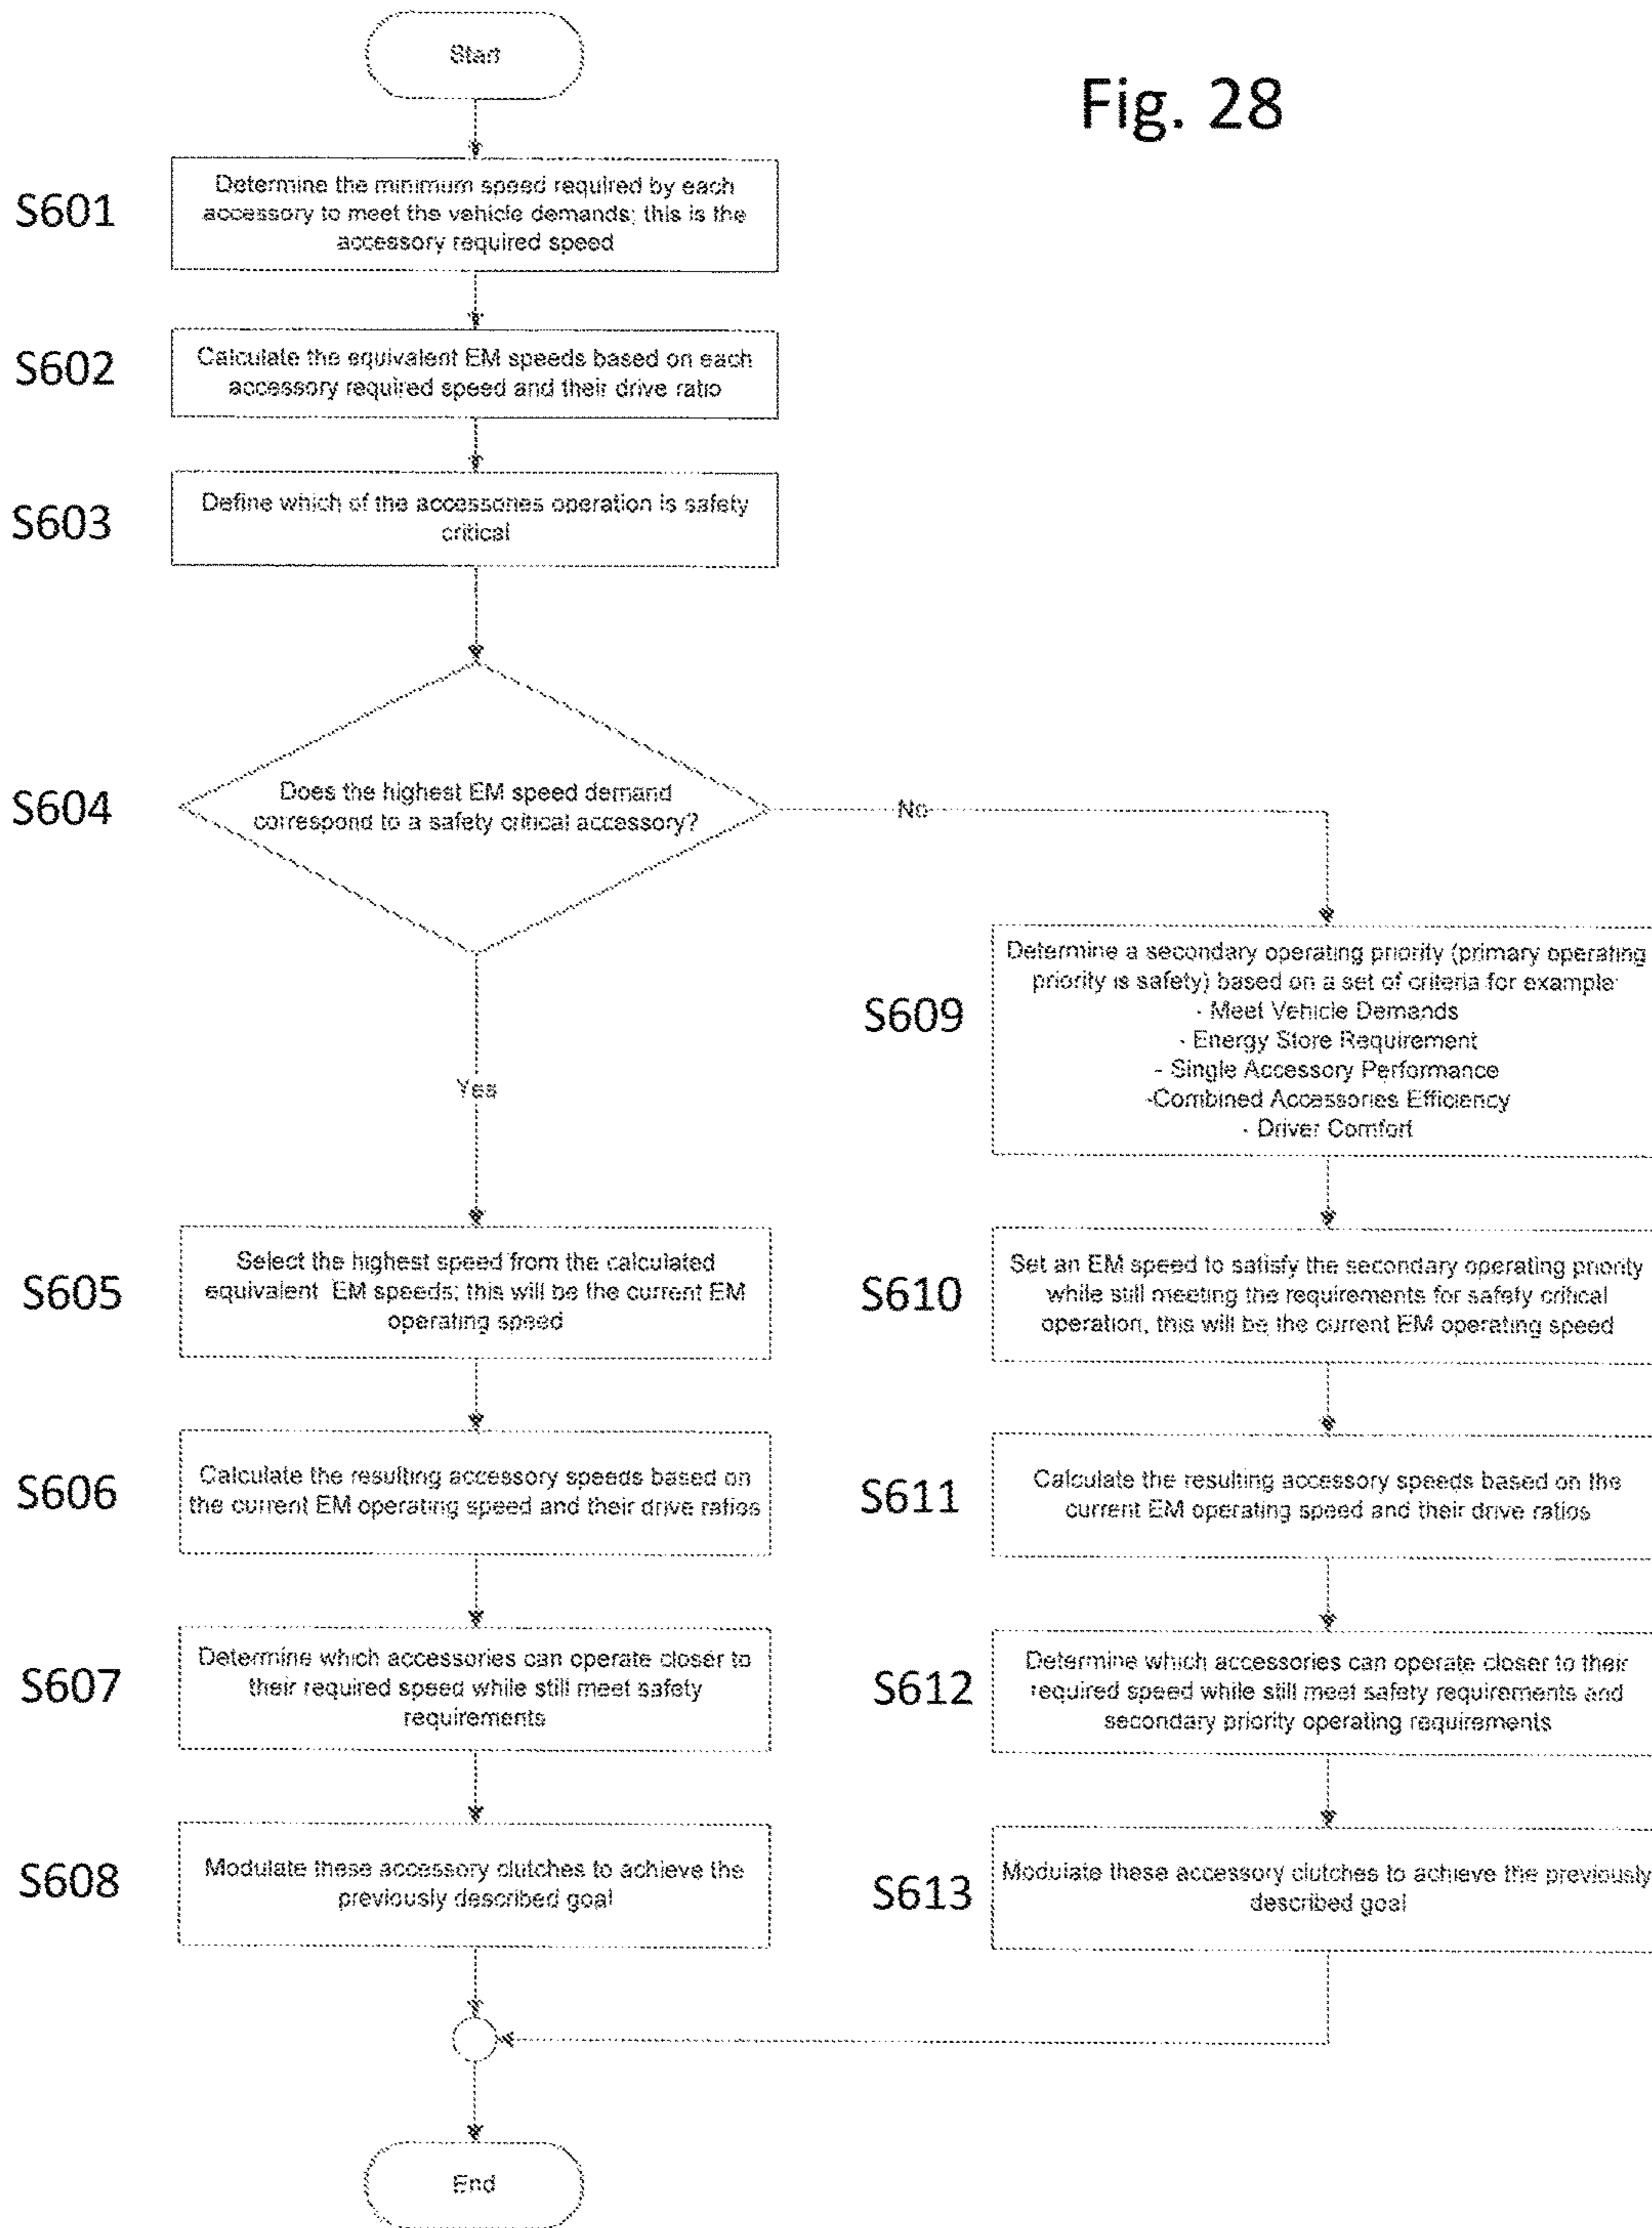 Start
Fig. 28
S601
Determine the minimum speed required by each
accessory to meet the vehicle demands; this is the
accessory required speed
S602
Calculate the equivalent EM speeds based on each
accessory required speed and their drive ratio
S603
Define which of the accessories operation is safety
critical
S604
Does the highest EM speed demand
correspond to a safety critical accessory?
No
Yes
S605
Select the highest speed from the calculated
equivalent EM speeds; this will be the current EM
operating speed
S606
Calculate the resulting accessory speeds based on
the current EM operating speed and their drive ratios
S607
Determine which accessories can operate closer to
their required speed while still meet safety
requirements
S608
Modulate these accessory clutches to achieve the
previously described goal
S609
Determine a secondary operating priority (primary operating
priority is safety) based on a set of criteria for example:
- Meet Vehicle Demands
- Energy Store Requirement
- Single Accessory Performance
-Combined Accessories Efficiency
- Driver Comfort
S610
Set an EM speed to satisfy the secondary operating priority
while still meeting the requirements for safety critical
operation, this will be the current EM operating speed
S611
Calculate the resulting accessory speeds based on the
current EM operating speed and their drive ratios
S612
Determine which accessories can operate closer to their
required speed while still meet safety requirements and
secondary priority operating requirements
S613
Modulate these accessory clutches to achieve the previously
described goal
End